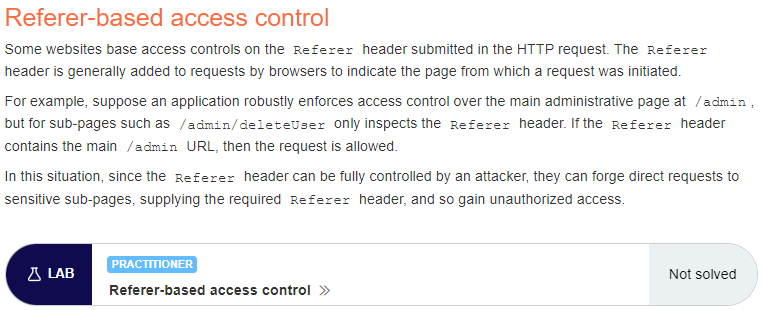 Referer-based access control
Some websites base access controls on the Referer header submitted in the HTTP request. The Referer
header is generally added to requests by browsers to indicate the page from which a request was initiated.
For example, suppose an application robustly enforces access control over the main administrative page at /admin,
but for sub-pages such as /admin/deleteUser only inspects the Referer header. If the Referer header
contains the main /admin URL, then the request is allowed.
In this situation, since the Referer header can be fully controlled by an attacker, they can forge direct requests to
sensitive sub-pages, supplying the required Referer header, and so gain unauthorized access.
LAB
PRACTITIONER
Referer-based access control »
Not solved